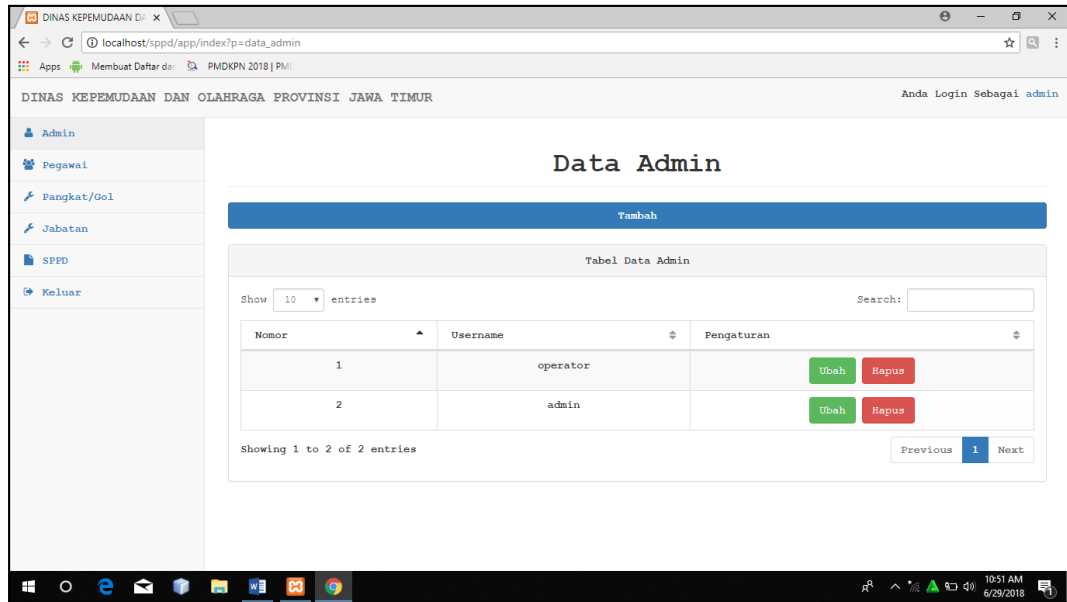 DINAS KEPEMUDAAN DA
localhost/sppd/app/index?p=data_admin
Apps Membuat Daftar dar PMDKPN 2018 | PMD
DINAS KEPEMUDAAN DAN OLAHRAGA PROVINSI JAWA TIMUR
Anda Login Sebagai admin
Admin
Pegawai
Pangkat/Gol
Jabatan
SPPD
Keluar
Data Admin
Tambah
Tabel Data Admin
Show 10 entries Search:
Nomor Username Pengaturan
1 operator Ubah Hapus
2 admin Ubah Hapus
Showing 1 to 2 of 2 entries Previous 1 Next
10:51 AM
6/29/2018